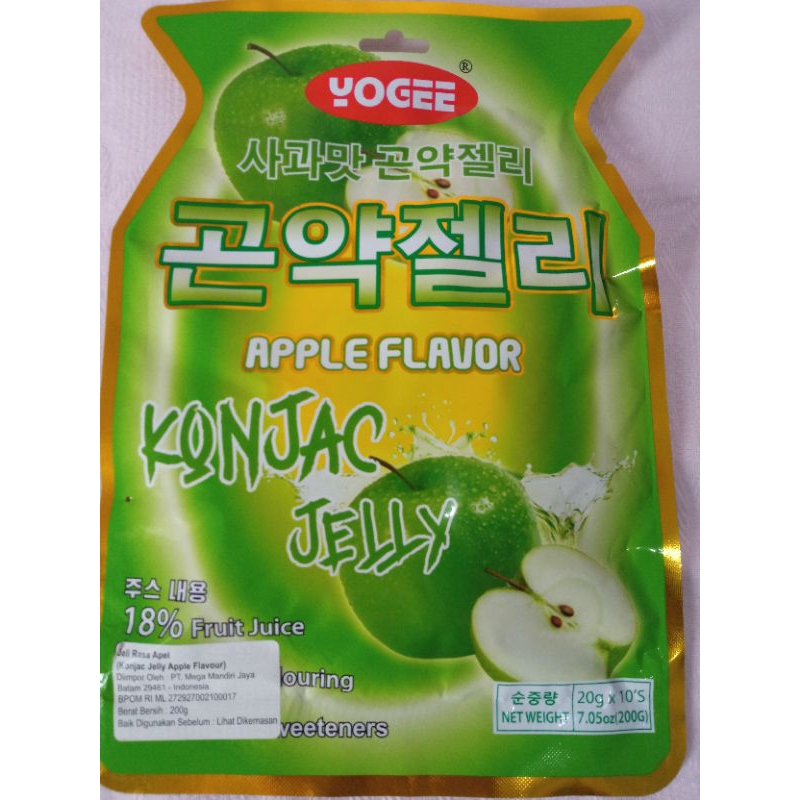 YOGEE ®
사과맛 곤약젤리
곤약젤리
APPLE FLAVOR
KONJAC
JELLY
주스 내용
18% Fruit Juice
louring
weeteners
Jeli Rasa Apel
(Konjac Jelly Apple Flavour)
Diimpor Oleh : PT. Mega Mandiri Jaya
Batam 29461 - Indonesia
BPOM RI ML 272927002100017
Berat Bersih : 200g
Baik Digunakan Sebelum : Lihat Dikemasan
순중량 20g x 10'S
NET WEIGHT 7.05oz(200G)